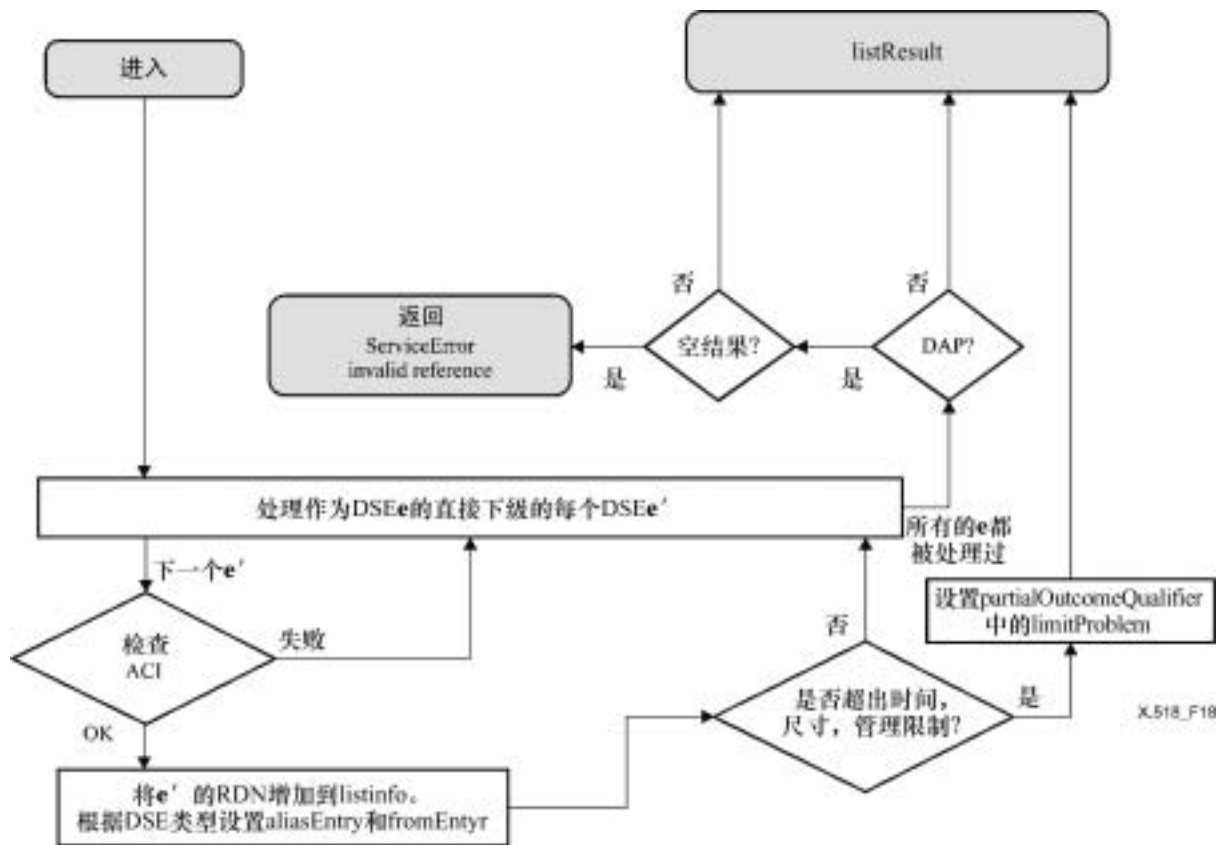 进入
listResult
否
否
返回
ServiceError
invalid reference
空结果?
DAP?
是
是
处理作为DSEe的直接下级的每个DSEe′
所有的e都
被处理过
下一个e′
设置partialOutcomeQualifier
中的limitProblem
检查
ACI
失败
否
是否超出时间,
尺寸,管理限制?
是
X.518_F18
OK
将e′的RDN增加到listinfo。
根据DSE类型设置aliasEntry和fromEntyr